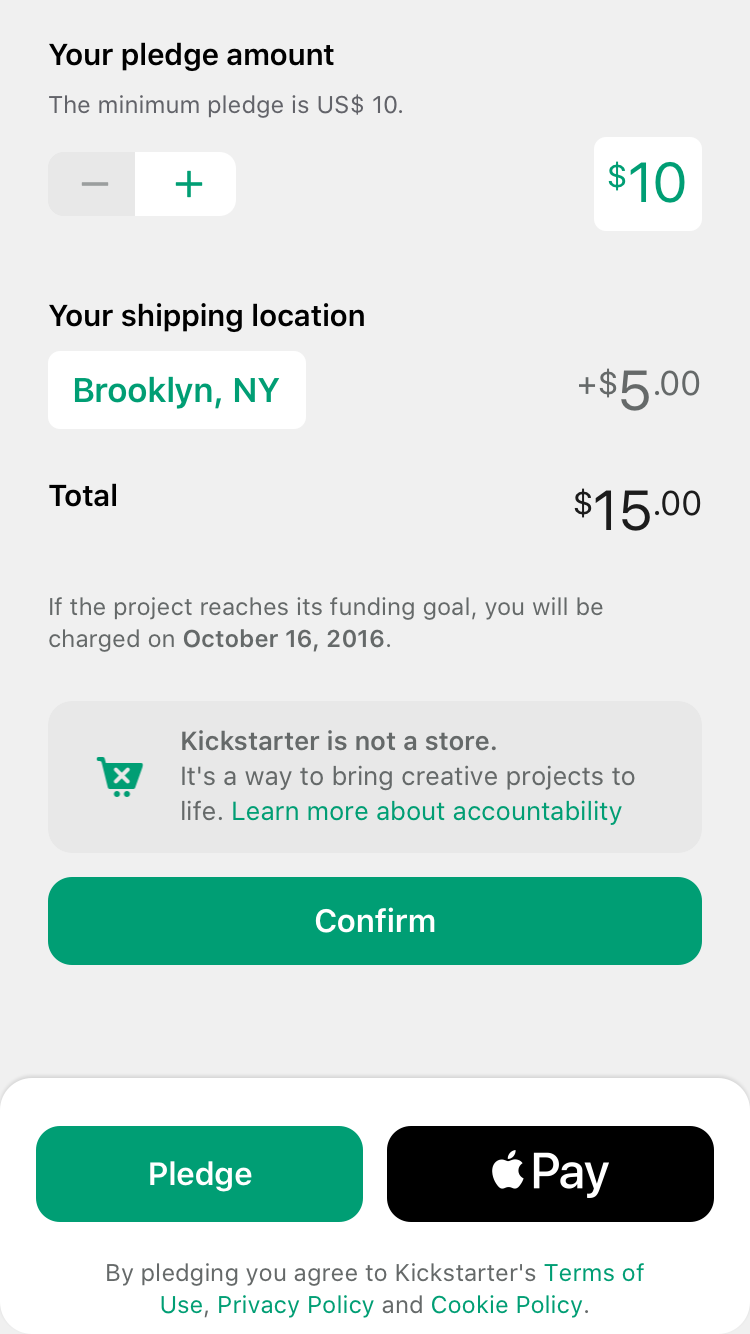 Your pledge amount
The minimum pledge is US$ 10.
$10
Your shipping location
Brooklyn, NY
+$5.00
Total
$15.00
If the project reaches its funding goal, you will be
charged on October 16, 2016.
Kickstarter is not a store.
It's a way to bring creative projects to
life. Learn more about accountability
Confirm
Pledge
Pay
By pledging you agree to Kickstarter's Terms of
Use, Privacy Policy and Cookie Policy.